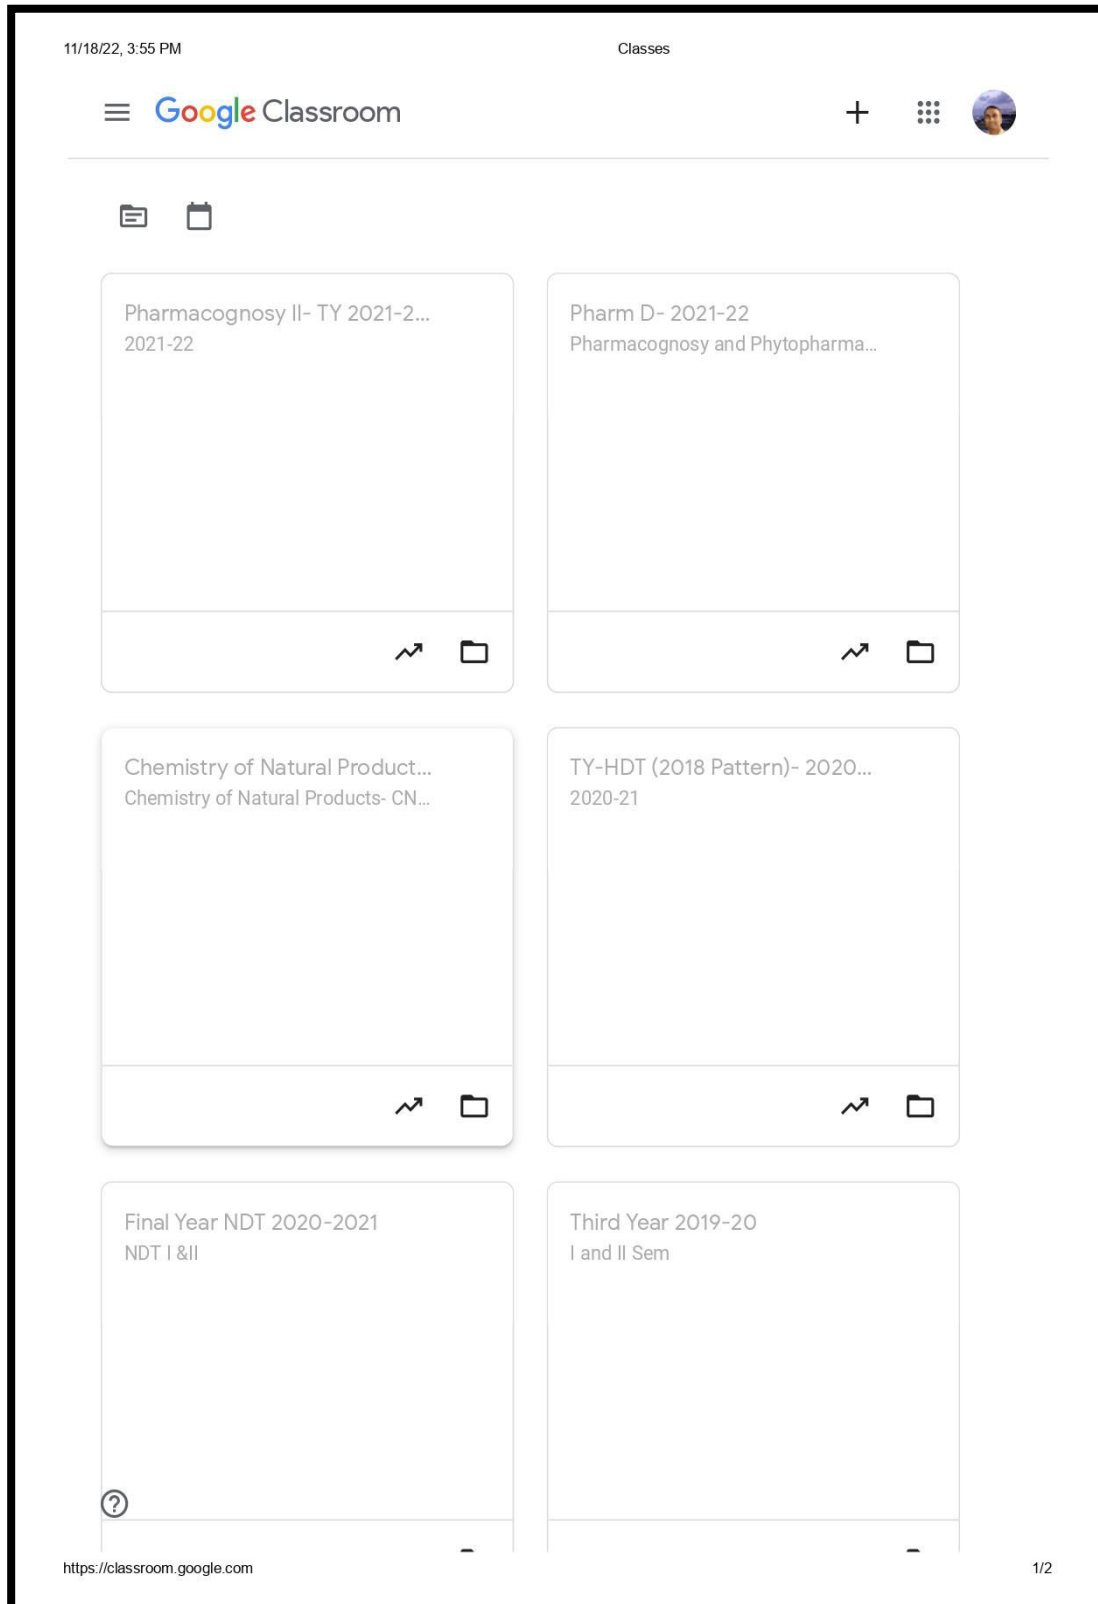 11/18/22, 3:55 PM Classes
Google Classroom
Pharmacognosy II- TY 2021-2...
2021-22
Pharm D- 2021-22
Pharmacognosy and Phytopharma...
Chemistry of Natural Product...
Chemistry of Natural Products- CN...
TY-HDT (2018 Pattern)- 2020...
2020-21
Final Year NDT 2020-2021
NDT I &II
Third Year 2019-20
I and II Sem
https://classroom.google.com 1/2